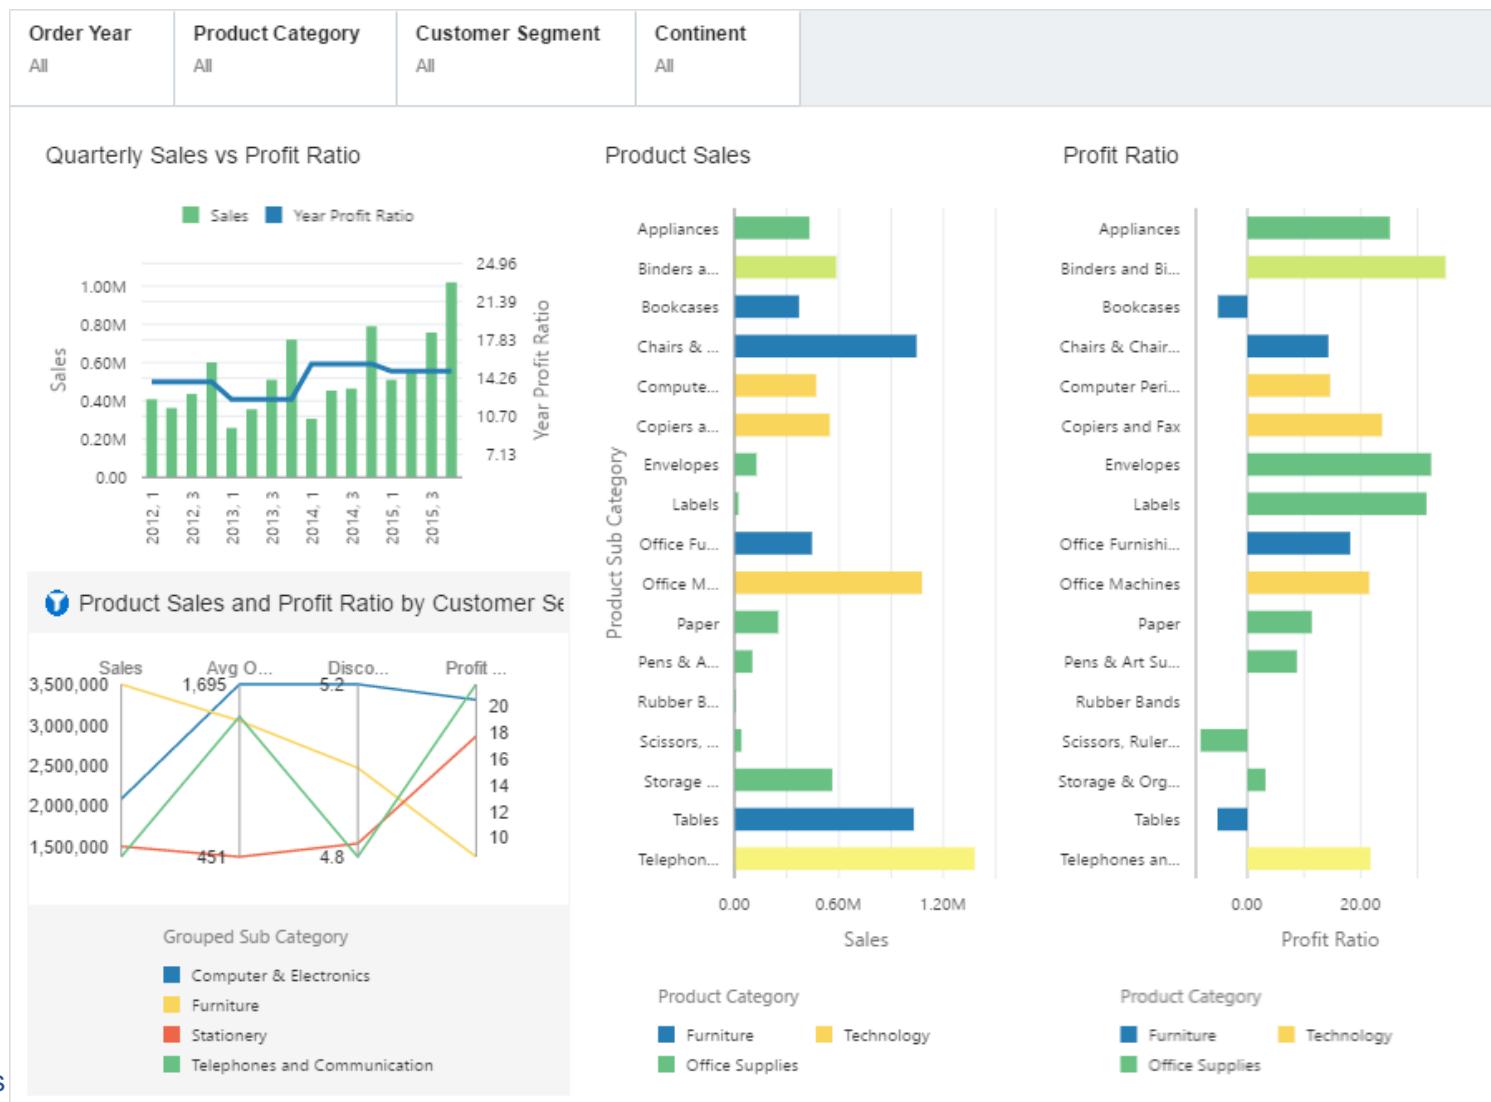 Order Year
All
Product Category
All
Customer Segment
All
Continent
All
Quarterly Sales vs Profit Ratio
Sales
Year Profit Ratio
1.00M
0.80M
0.60M
0.40M
0.20M
0.00
Sales
24.96
21.39
17.83
14.26
10.70
7.13
Year Profit Ratio
2012, 1
2012, 3
2013, 1
2013, 3
2014, 1
2014, 3
2015, 1
2015, 3
Product Sales and Profit Ratio by Customer Se
Sales
Avg O...
Disco...
Profit ...
3,500,000
3,000,000
2,500,000
2,000,000
1,500,000
1,695
451
5.2
4.8
20
18
16
14
12
10
Grouped Sub Category
Computer & Electronics
Furniture
Stationery
Telephones and Communication
s
Product Sales
Product Sub Category
Appliances
Binders a...
Bookcases
Chairs & ...
Compute...
Copiers a...
Envelopes
Labels
Office Fu...
Office M...
Paper
Pens & A...
Rubber B...
Scissors, ...
Storage ...
Tables
Telephon...
0.00
0.60M
1.20M
Sales
Product Category
Furniture
Technology
Office Supplies
Profit Ratio
Appliances
Binders and Bi...
Bookcases
Chairs & Chair...
Computer Peri...
Copiers and Fax
Envelopes
Labels
Office Furnishi...
Office Machines
Paper
Pens & Art Su...
Rubber Bands
Scissors, Ruler...
Storage & Org...
Tables
Telephones an...
0.00
20.00
Profit Ratio
Product Category
Furniture
Technology
Office Supplies